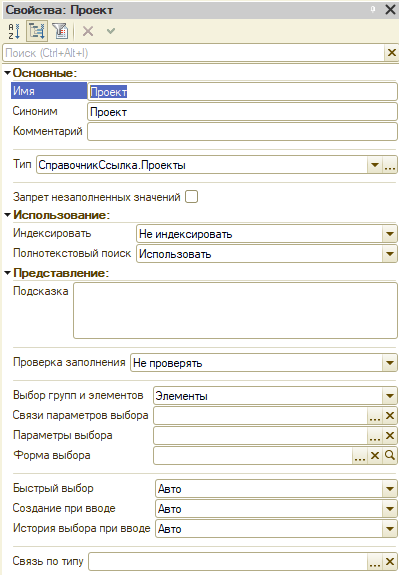 Свойства: Проект
Поиск (Ctrl+Alt+I)
Основные:
Имя Проект
Синоним Проект
Комментарий
Тип СправочникСсылка.Проекты
Запрет незаполненных значений
Использование:
Индексировать Не индексировать
Полнотекстовый поиск Использовать
Представление:
Подсказка
Проверка заполнения Не проверять
Выбор групп и элементов Элементы
Связи параметров выбора
Параметры выбора
Форма выбора
Быстрый выбор Авто
Создание при вводе Авто
История выбора при вводе Авто
Связь по типу